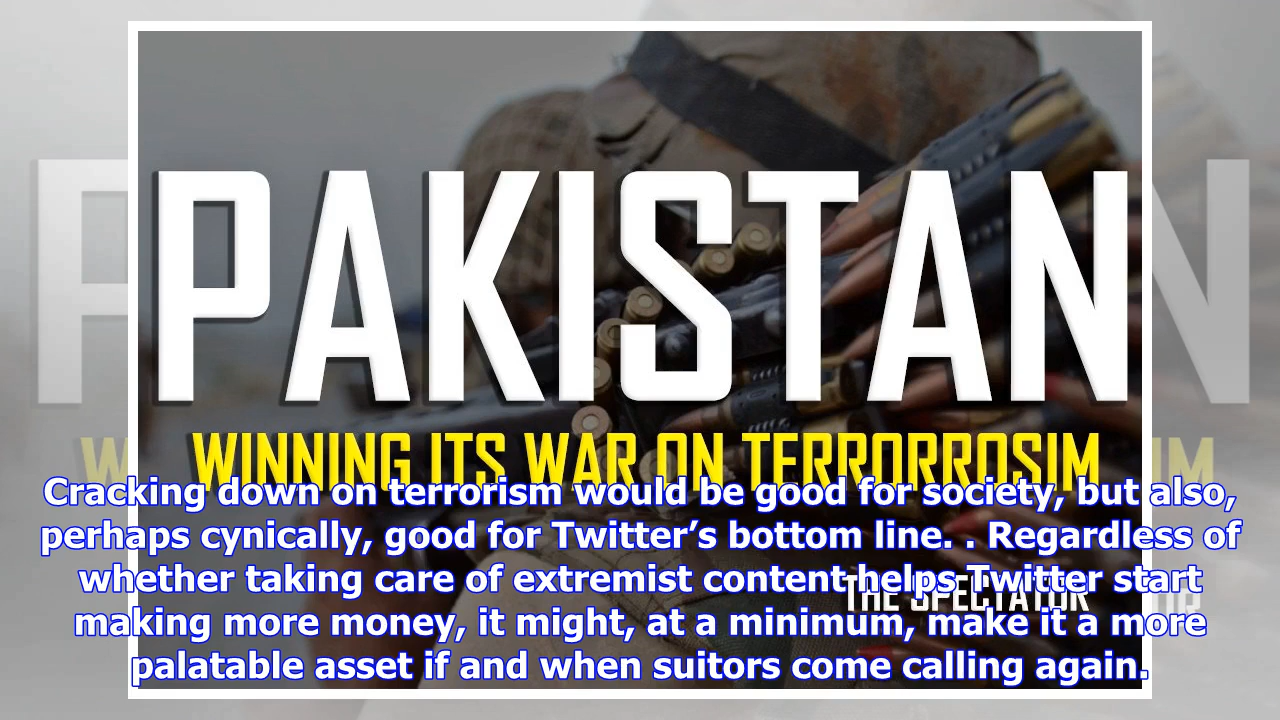 PAKISTAN
WINNING ITS WAR ON TERRORROSIM
Cracking down on terrorism would be good for society, but also,
perhaps cynically, good for Twitter’s bottom line. . Regardless of
whether taking care of extremist content helps Twitter start
THE SPECTATOR
making more money, it might, at a minimum, make it a more
palatable asset if and when suitors come calling again.